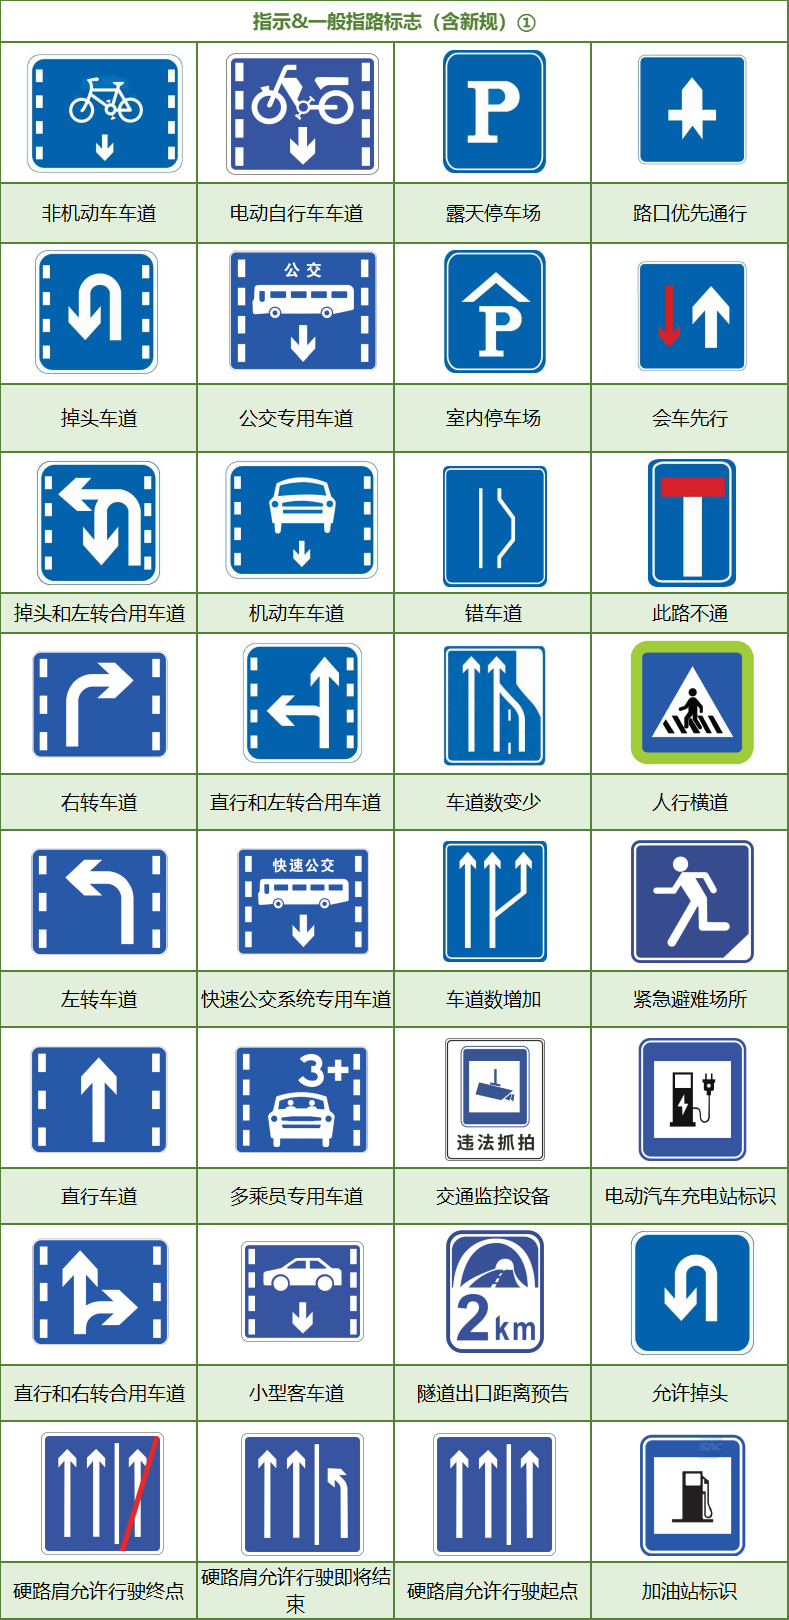 指示&一般指路标志（含新规）①
P
非机动车车道
电动自行车车道
露天停车场
路口优先通行
公交
P
掉头车道
公交专用车道
室内停车场
会车先行
掉头和左转合用车道
机动车车道
错车道
此路不通
右转车道
直行和左转合用车道
车道数变少
人行横道
快速公交
左转车道
快速公交系统专用车道
车道数增加
紧急避难场所
3+
违法抓拍
直行车道
多乘员专用车道
交通监控设备
电动汽车充电站标识
2km
直行和右转合用车道
小型客车道
隧道出口距离预告
允许掉头
SAC
硬路肩允许行驶终点
硬路肩允许行驶即将结
束
硬路肩允许行驶起点
加油站标识